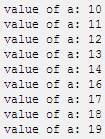 value of a: 10
value of a: 11
value of a: 12
value of a: 13
value of a: 14
value of a: 16
value of a: 17
value of a: 18
value of a: 19